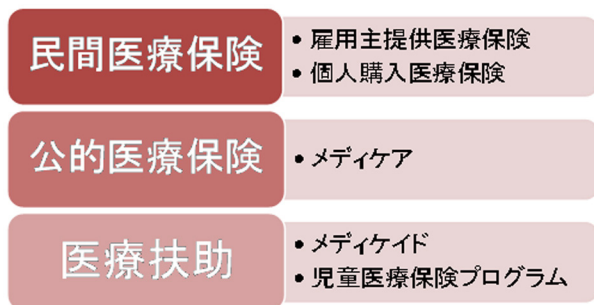 民間医療保険
• 雇用主提供医療保険
• 個人購入医療保険
公的医療保険
• メディケア
医療扶助
• メディケイド
• 児童医療保険プログラム